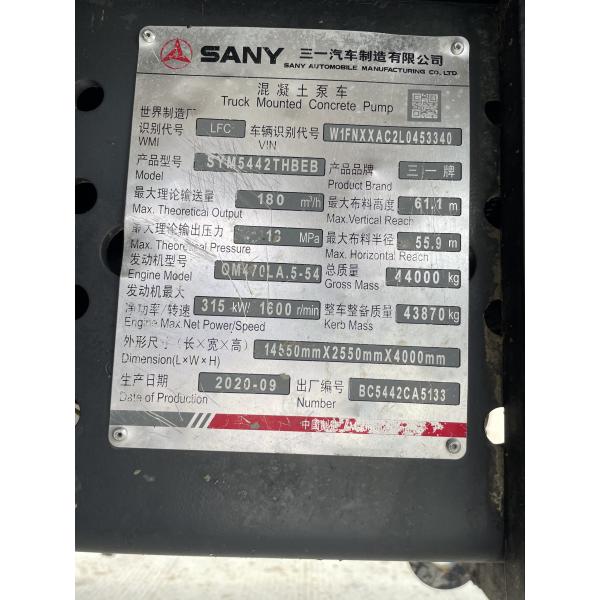 SANY 三一汽车制造有限公司
SANY AUTOMOBILE MANUFACTURING CO., LTD
混凝土泵车
Truck Mounted Concrete Pump
世界制造厂
识别代号 LFC 车辆识别代号 W1FNXXAC2L0453340
WMI VIN
产品型号 SYM5442THBEB 产品品牌 三一牌
Model Product Brand
最大理论输送量 180 m³/h 最大布料高度 61.1 m
Max. Theoretical Output Max.Vertical Reach
最大理论输出压力 13 MPa 最大布料半径 55.9 m
Max. Theoretical Pressure Max. Horizontal Reach
发动机型号 OM470LA.5-54 总质量 44000 kg
Engine Model Gross Mass
发动机最大
净功率/转速 315 kW/ 1600 r/min 整车整备质量 43870 kg
Engine Max.Net Power/Speed Kerb Mass
外形尺寸 (长×宽×高) 14550mmX2550mmX4000mm
Dimension(L×W×H)
生产日期 2020-09 出厂编号 BC5442CA5133
Date of Production Number
中国制造